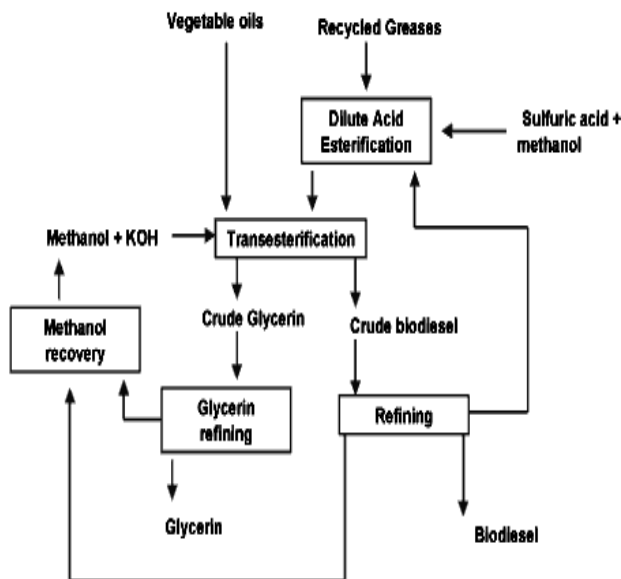 Vegetable oils
Recycled Greases
Dilute Acid
Esterification
Sulfuric acid +
methanol
Methanol + KOH
Transesterification
Crude Glycerin
Crude biodiesel
Methanol
recovery
Glycerin
refining
Refining
Glycerin
Biodiesel